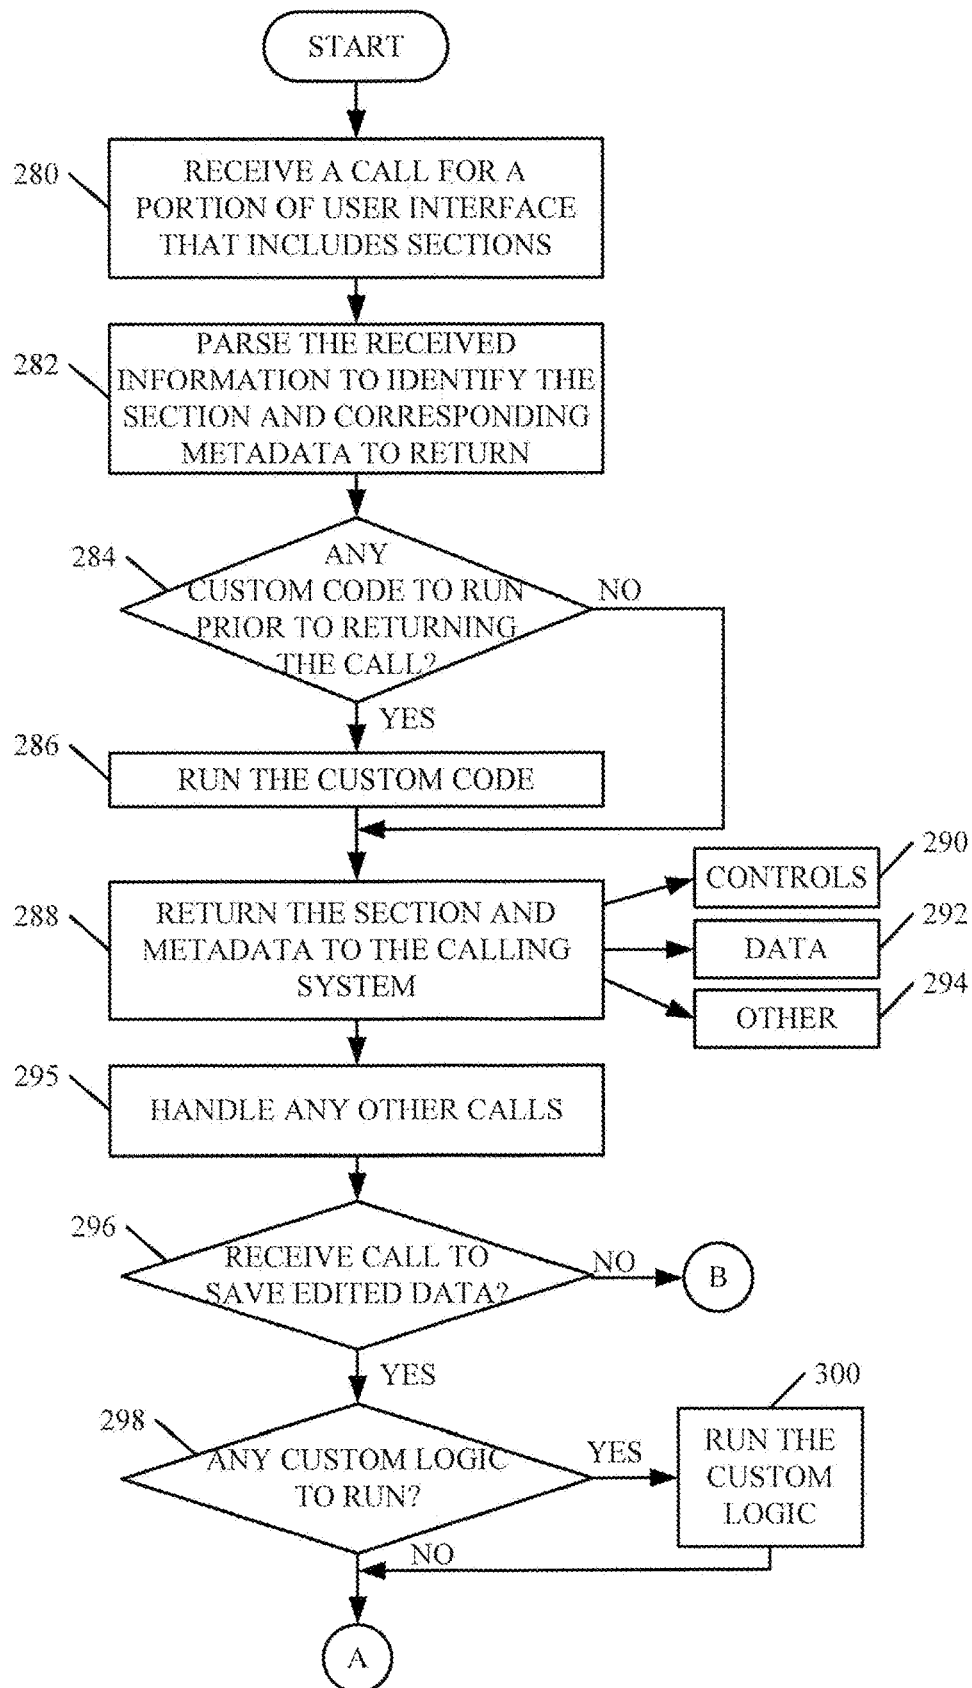 START
280
RECEIVE A CALL FOR A
PORTION OF USER INTERFACE
THAT INCLUDES SECTIONS
282
PARSE THE RECEIVED
INFORMATION TO IDENTIFY THE
SECTION AND CORRESPONDING
METADATA TO RETURN
284
ANY
CUSTOM CODE TO RUN
PRIOR TO RETURNING
THE CALL?
NO
YES
286
RUN THE CUSTOM CODE
288
RETURN THE SECTION AND
METADATA TO THE CALLING
SYSTEM
290
CONTROLS
292
DATA
294
OTHER
295
HANDLE ANY OTHER CALLS
296
RECEIVE CALL TO
SAVE EDITED DATA?
NO
B
YES
298
ANY CUSTOM LOGIC
TO RUN?
YES
300
RUN THE
CUSTOM
LOGIC
NO
A